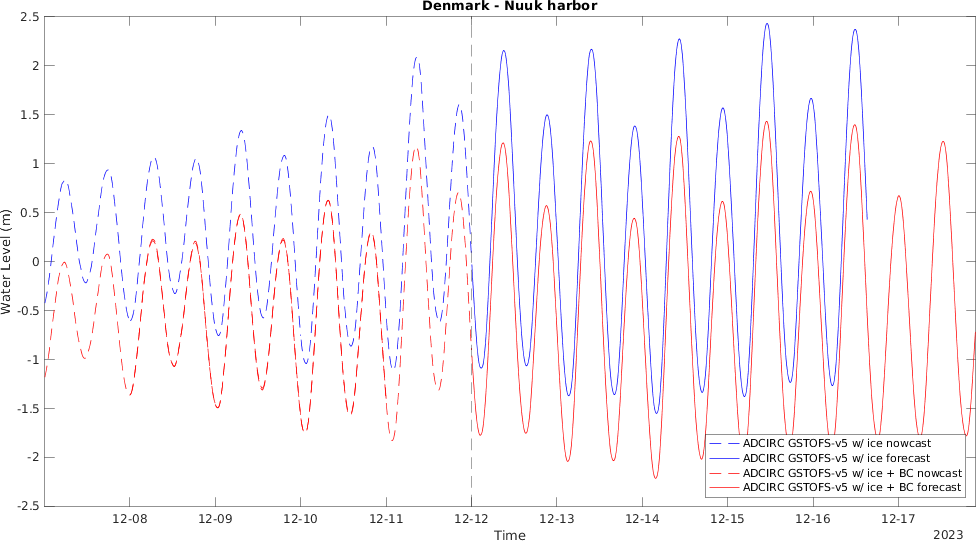 Denmark - Nuuk harbor
2.5
2
1.5
1
0.5
0
-0.5
-1
-1.5
-2
-2.5
Water Level (m)
ADCIRC GSTOFS-v5 w/ ice nowcast
ADCIRC GSTOFS-v5 w/ ice forecast
ADCIRC GSTOFS-v5 w/ ice + BC nowcast
ADCIRC GSTOFS-v5 w/ ice + BC forecast
12-08 12-09 12-10 12-11 12-12 12-13 12-14 12-15 12-16 12-17
Time
2023